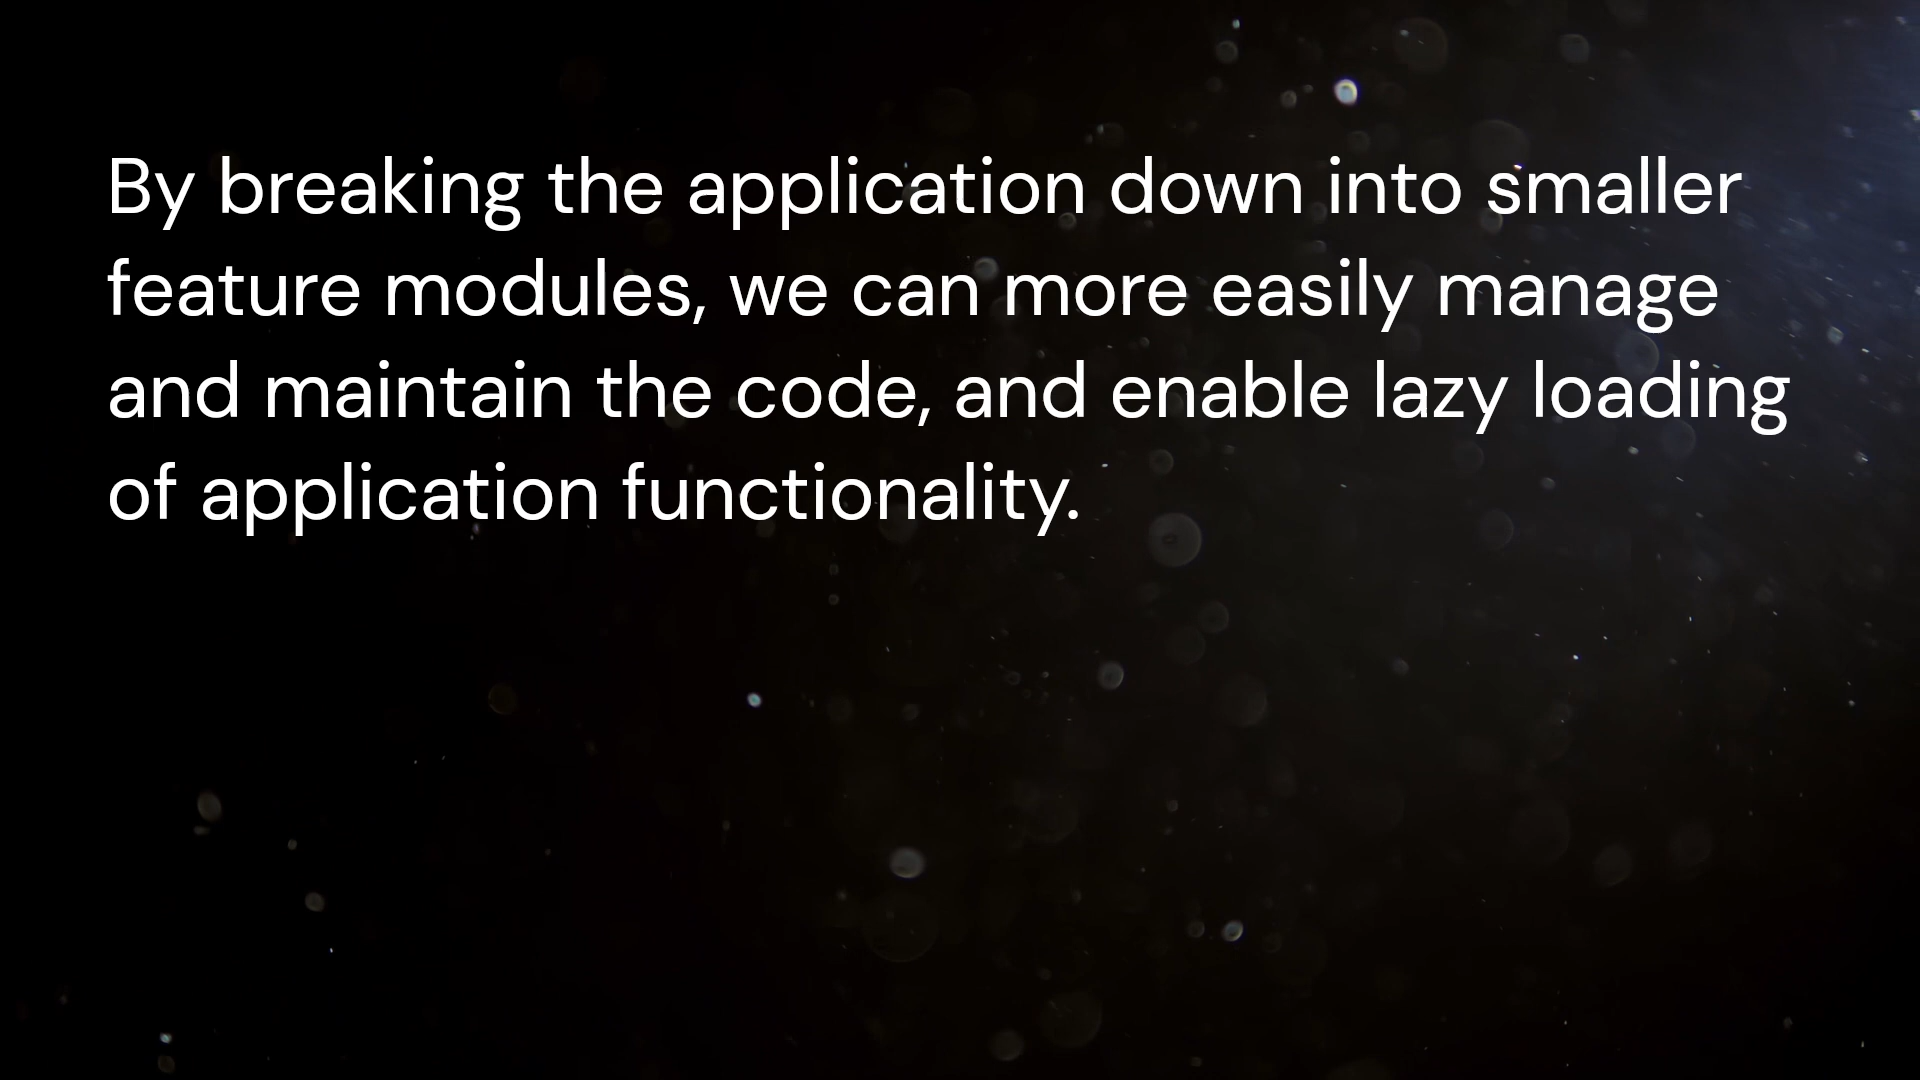 By breaking the application down into smaller
feature modules, we can more easily manage
and maintain the code, and enable lazy loading
of application functionality.